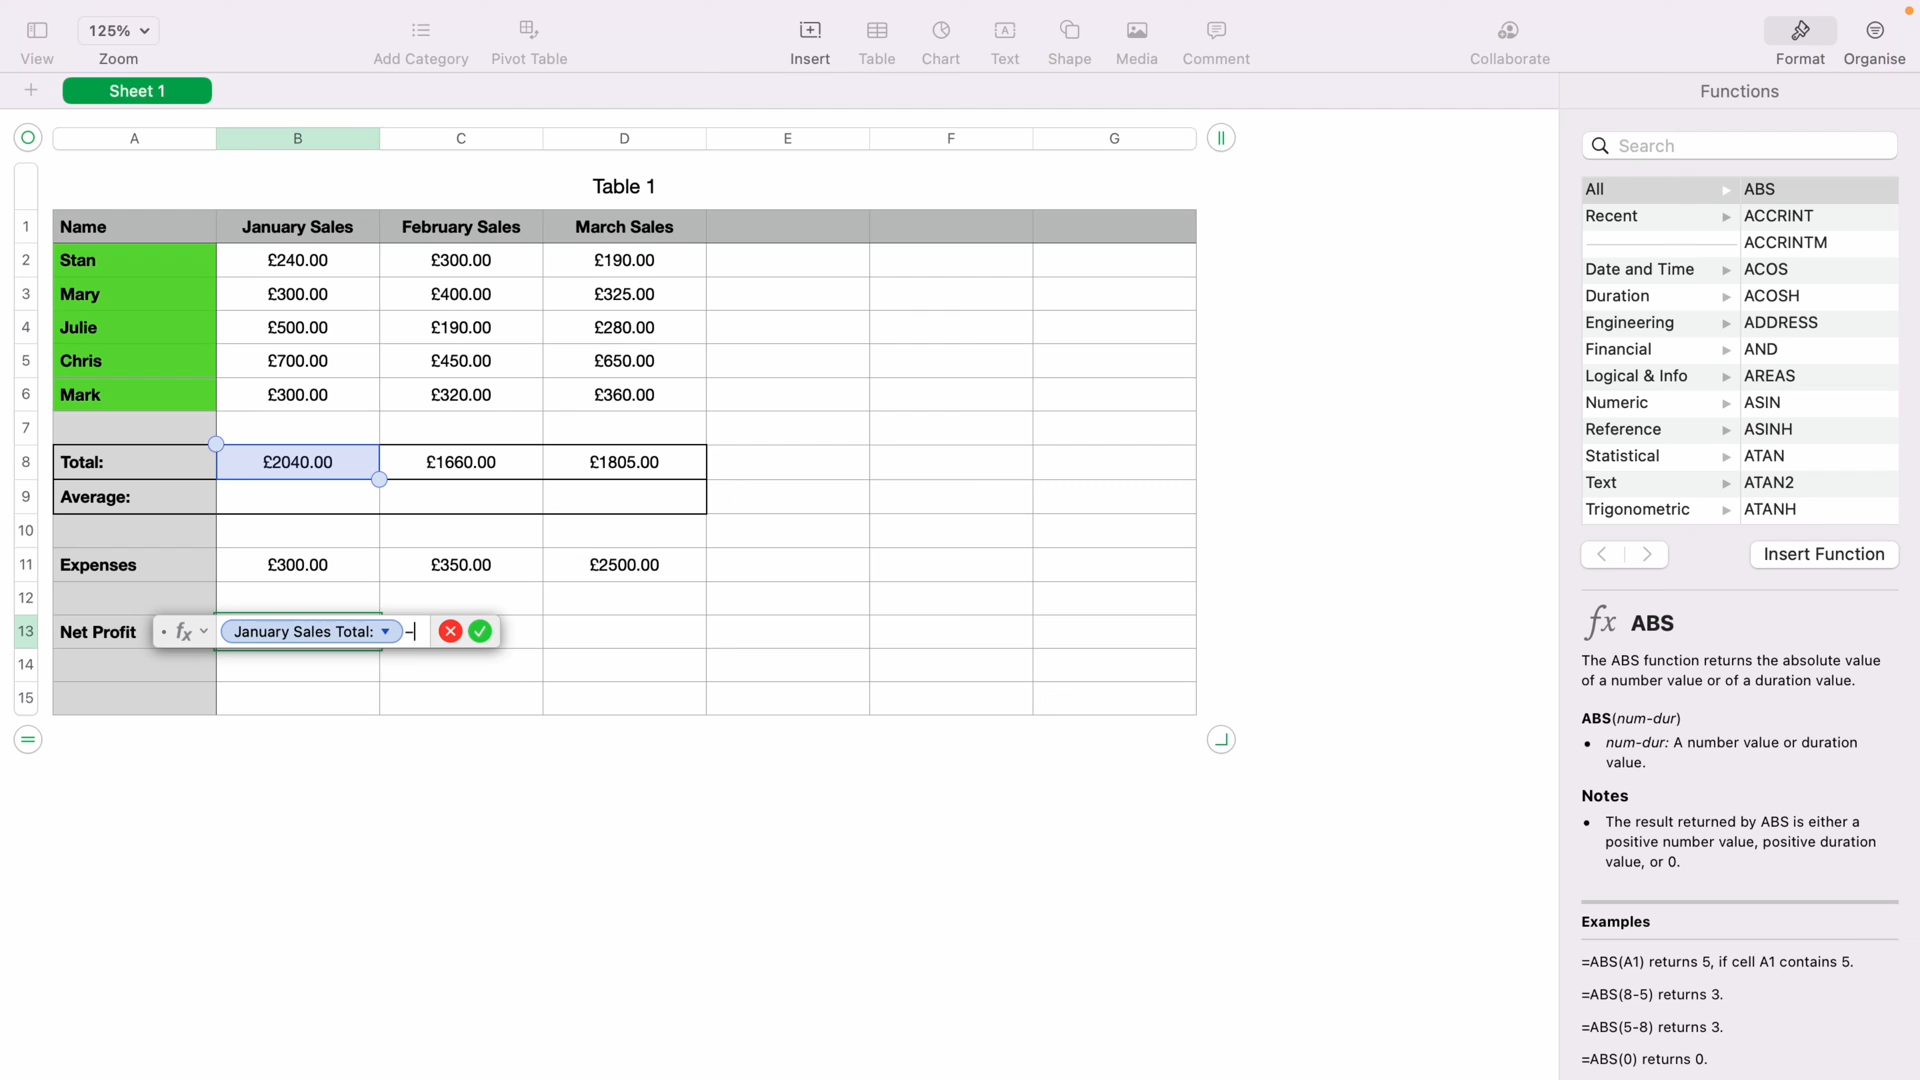 125%
View
Zoom
Add Category
Pivot Table
Insert
Table
Chart
Text
Shape
Media
Comment
Collaborate
Format
Organise
Sheet 1
Functions
A B C D E F G
Search
Table 1
1 Name January Sales February Sales March Sales
2 Stan £240.00 £300.00 £190.00
3 Mary £300.00 £400.00 £325.00
4 Julie £500.00 £190.00 £280.00
5 Chris £700.00 £450.00 £650.00
6 Mark £300.00 £320.00 £360.00
7
8 Total: £2040.00 £1660.00 £1805.00
9 Average:
10
11 Expenses £300.00 £350.00 £2500.00
12
13 Net Profit fx January Sales Total: –
14
15
All ABS
Recent ACCRINT
ACCRINTM
Date and Time ACOS
Duration ACOSH
Engineering ADDRESS
Financial AND
Logical & Info AREAS
Numeric ASIN
Reference ASINH
Statistical ATAN
Text ATAN2
Trigonometric ATANH
Insert Function
fx ABS
The ABS function returns the absolute value
of a number value or of a duration value.
ABS(num-dur)
• num-dur: A number value or duration
value.
Notes
• The result returned by ABS is either a
positive number value, positive duration
value, or 0.
Examples
=ABS(A1) returns 5, if cell A1 contains 5.
=ABS(8-5) returns 3.
=ABS(5-8) returns 3.
=ABS(0) returns 0.